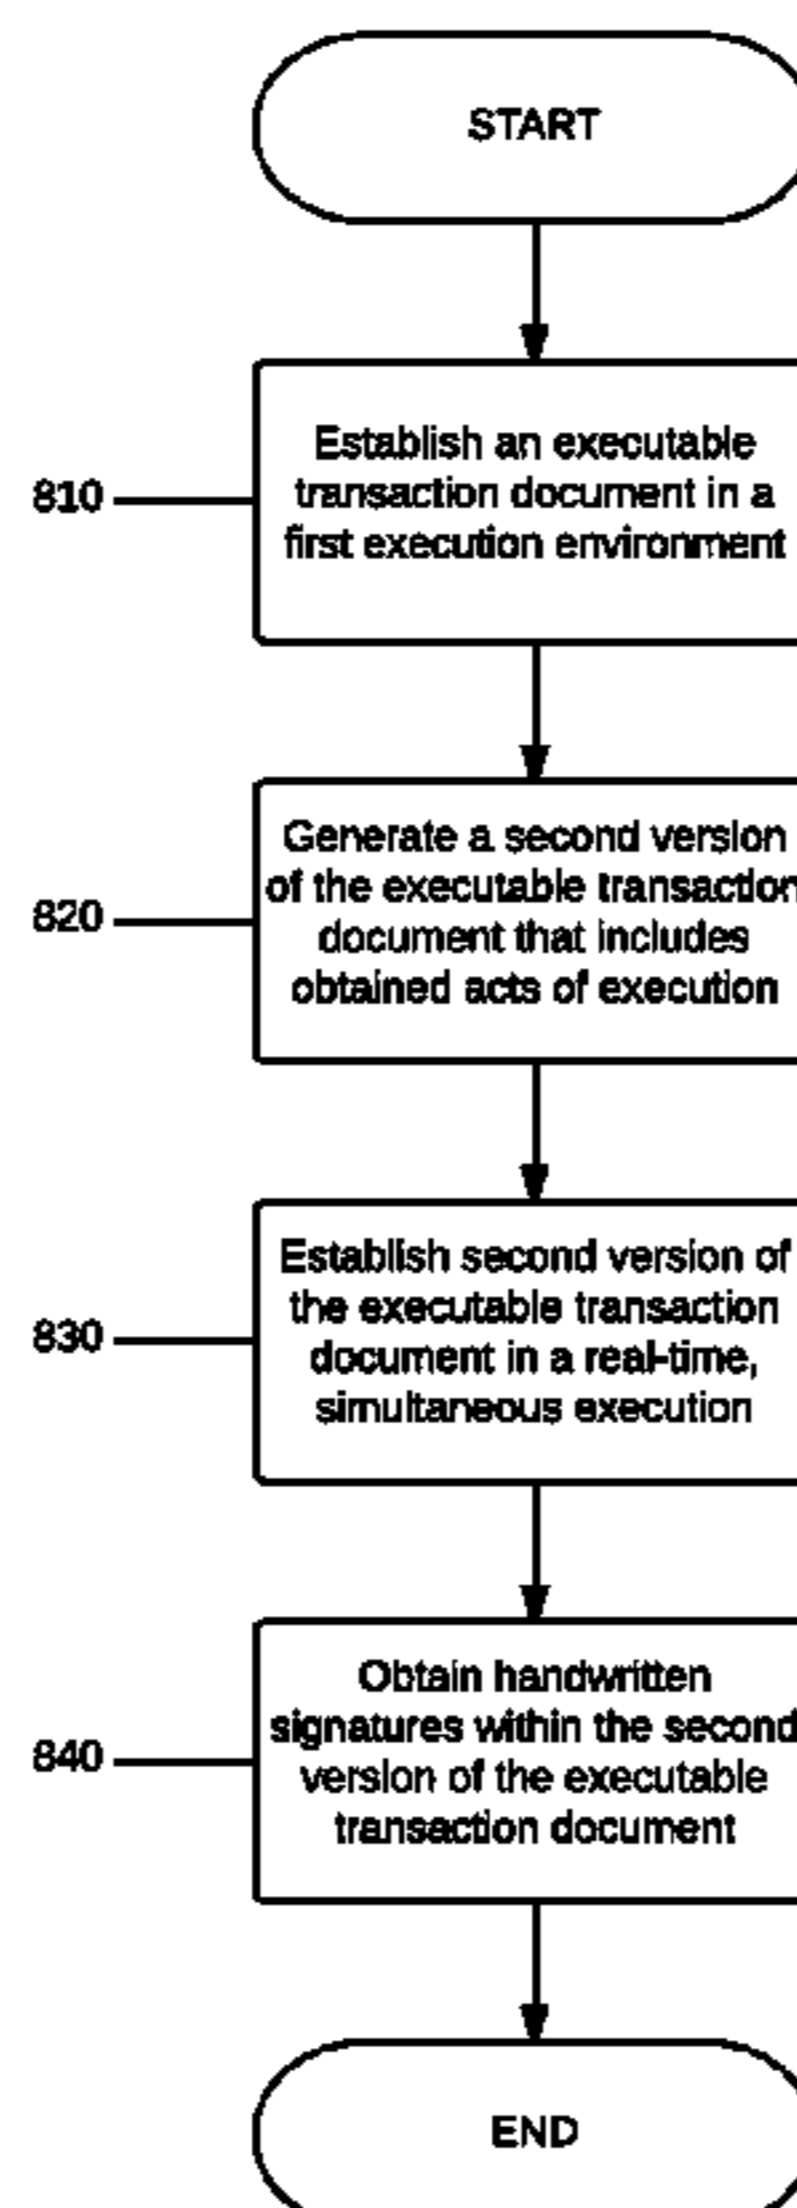 START
810
Establish an executable
transaction document in a
first execution environment
820
Generate a second version
of the executable transaction
document that includes
obtained acts of execution
830
Establish second version of
the executable transaction
document in a real-time,
simultaneous execution
840
Obtain handwritten
signatures within the second
version of the executable
transaction document
END